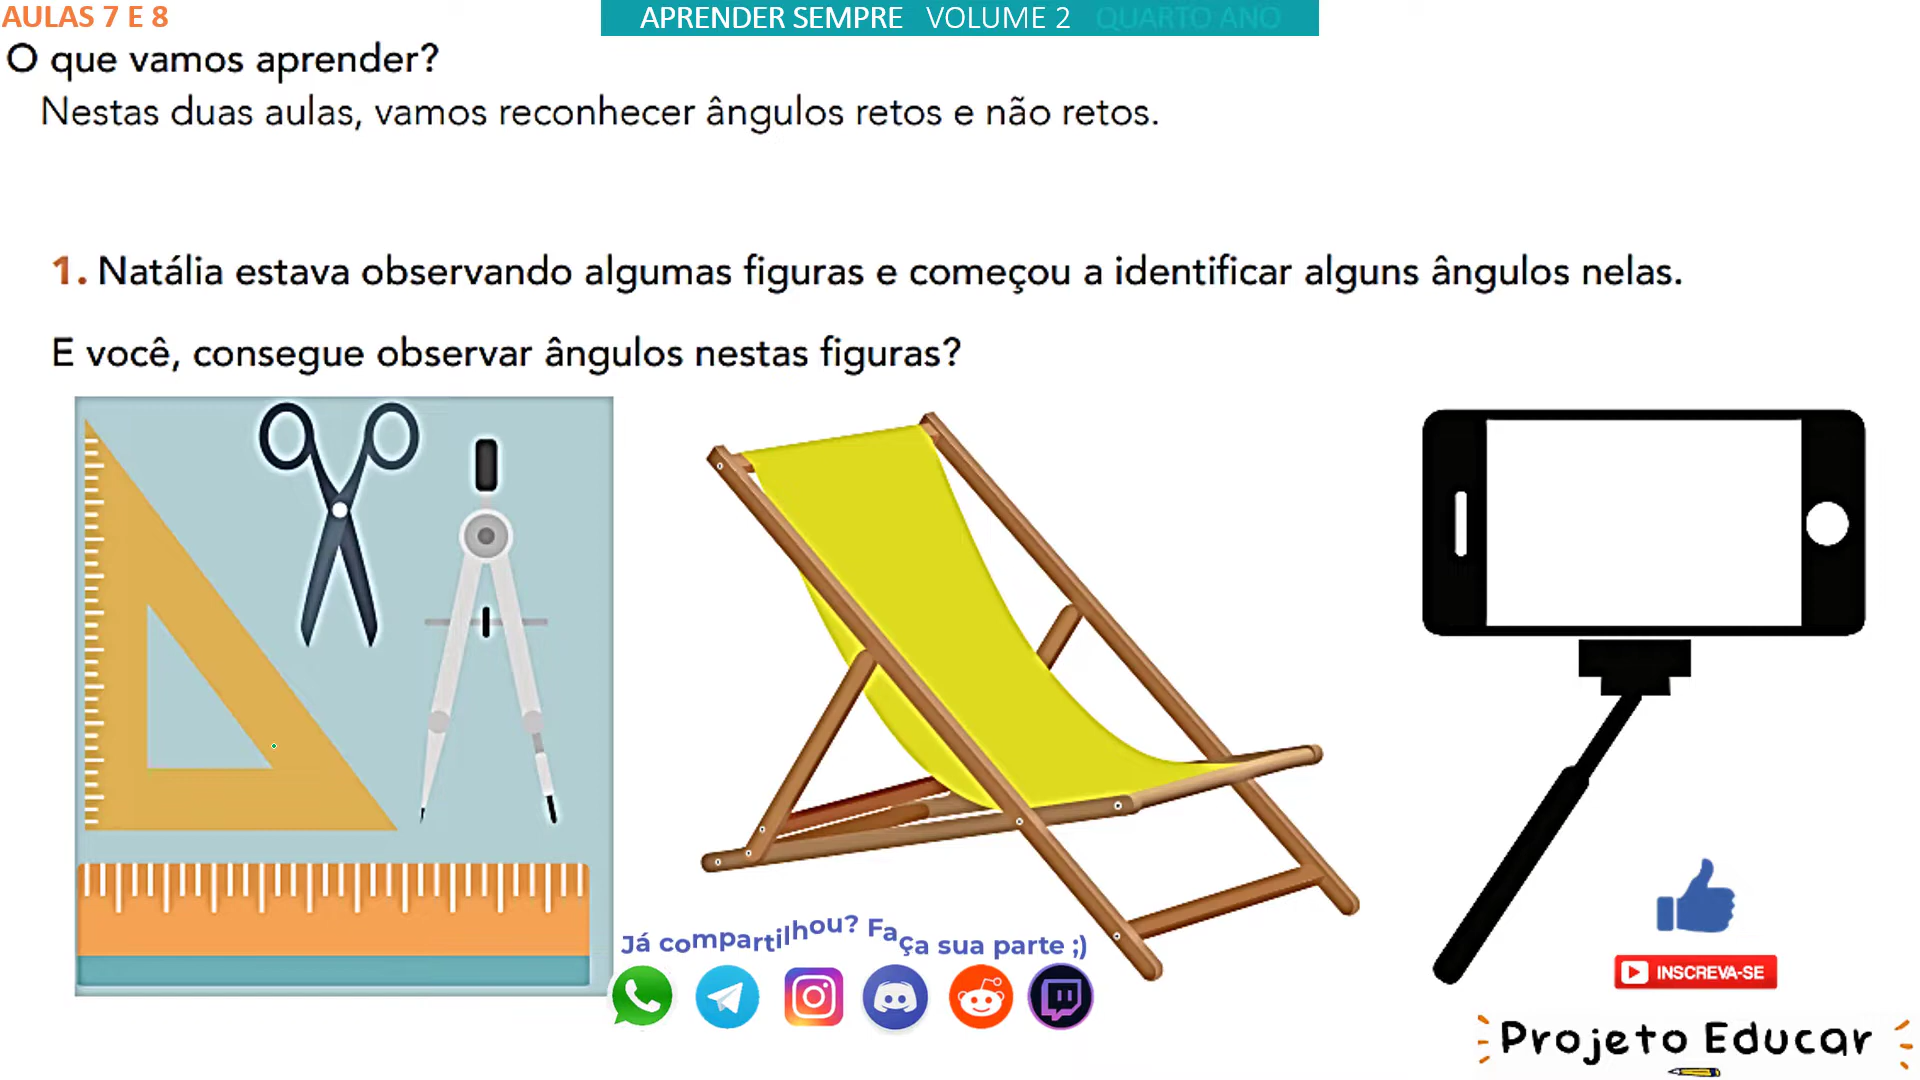 AULAS 7 E 8
APRENDER SEMPRE VOLUME 2 QUARTO ANO
O que vamos aprender?
Nestas duas aulas, vamos reconhecer ângulos retos e não retos.
1. Natália estava observando algumas figuras e começou a identificar alguns ângulos nelas.
E você, consegue observar ângulos nestas figuras?
Já compartilhou? Faça sua parte ;)
INSCREVA-SE
Projeto Educar